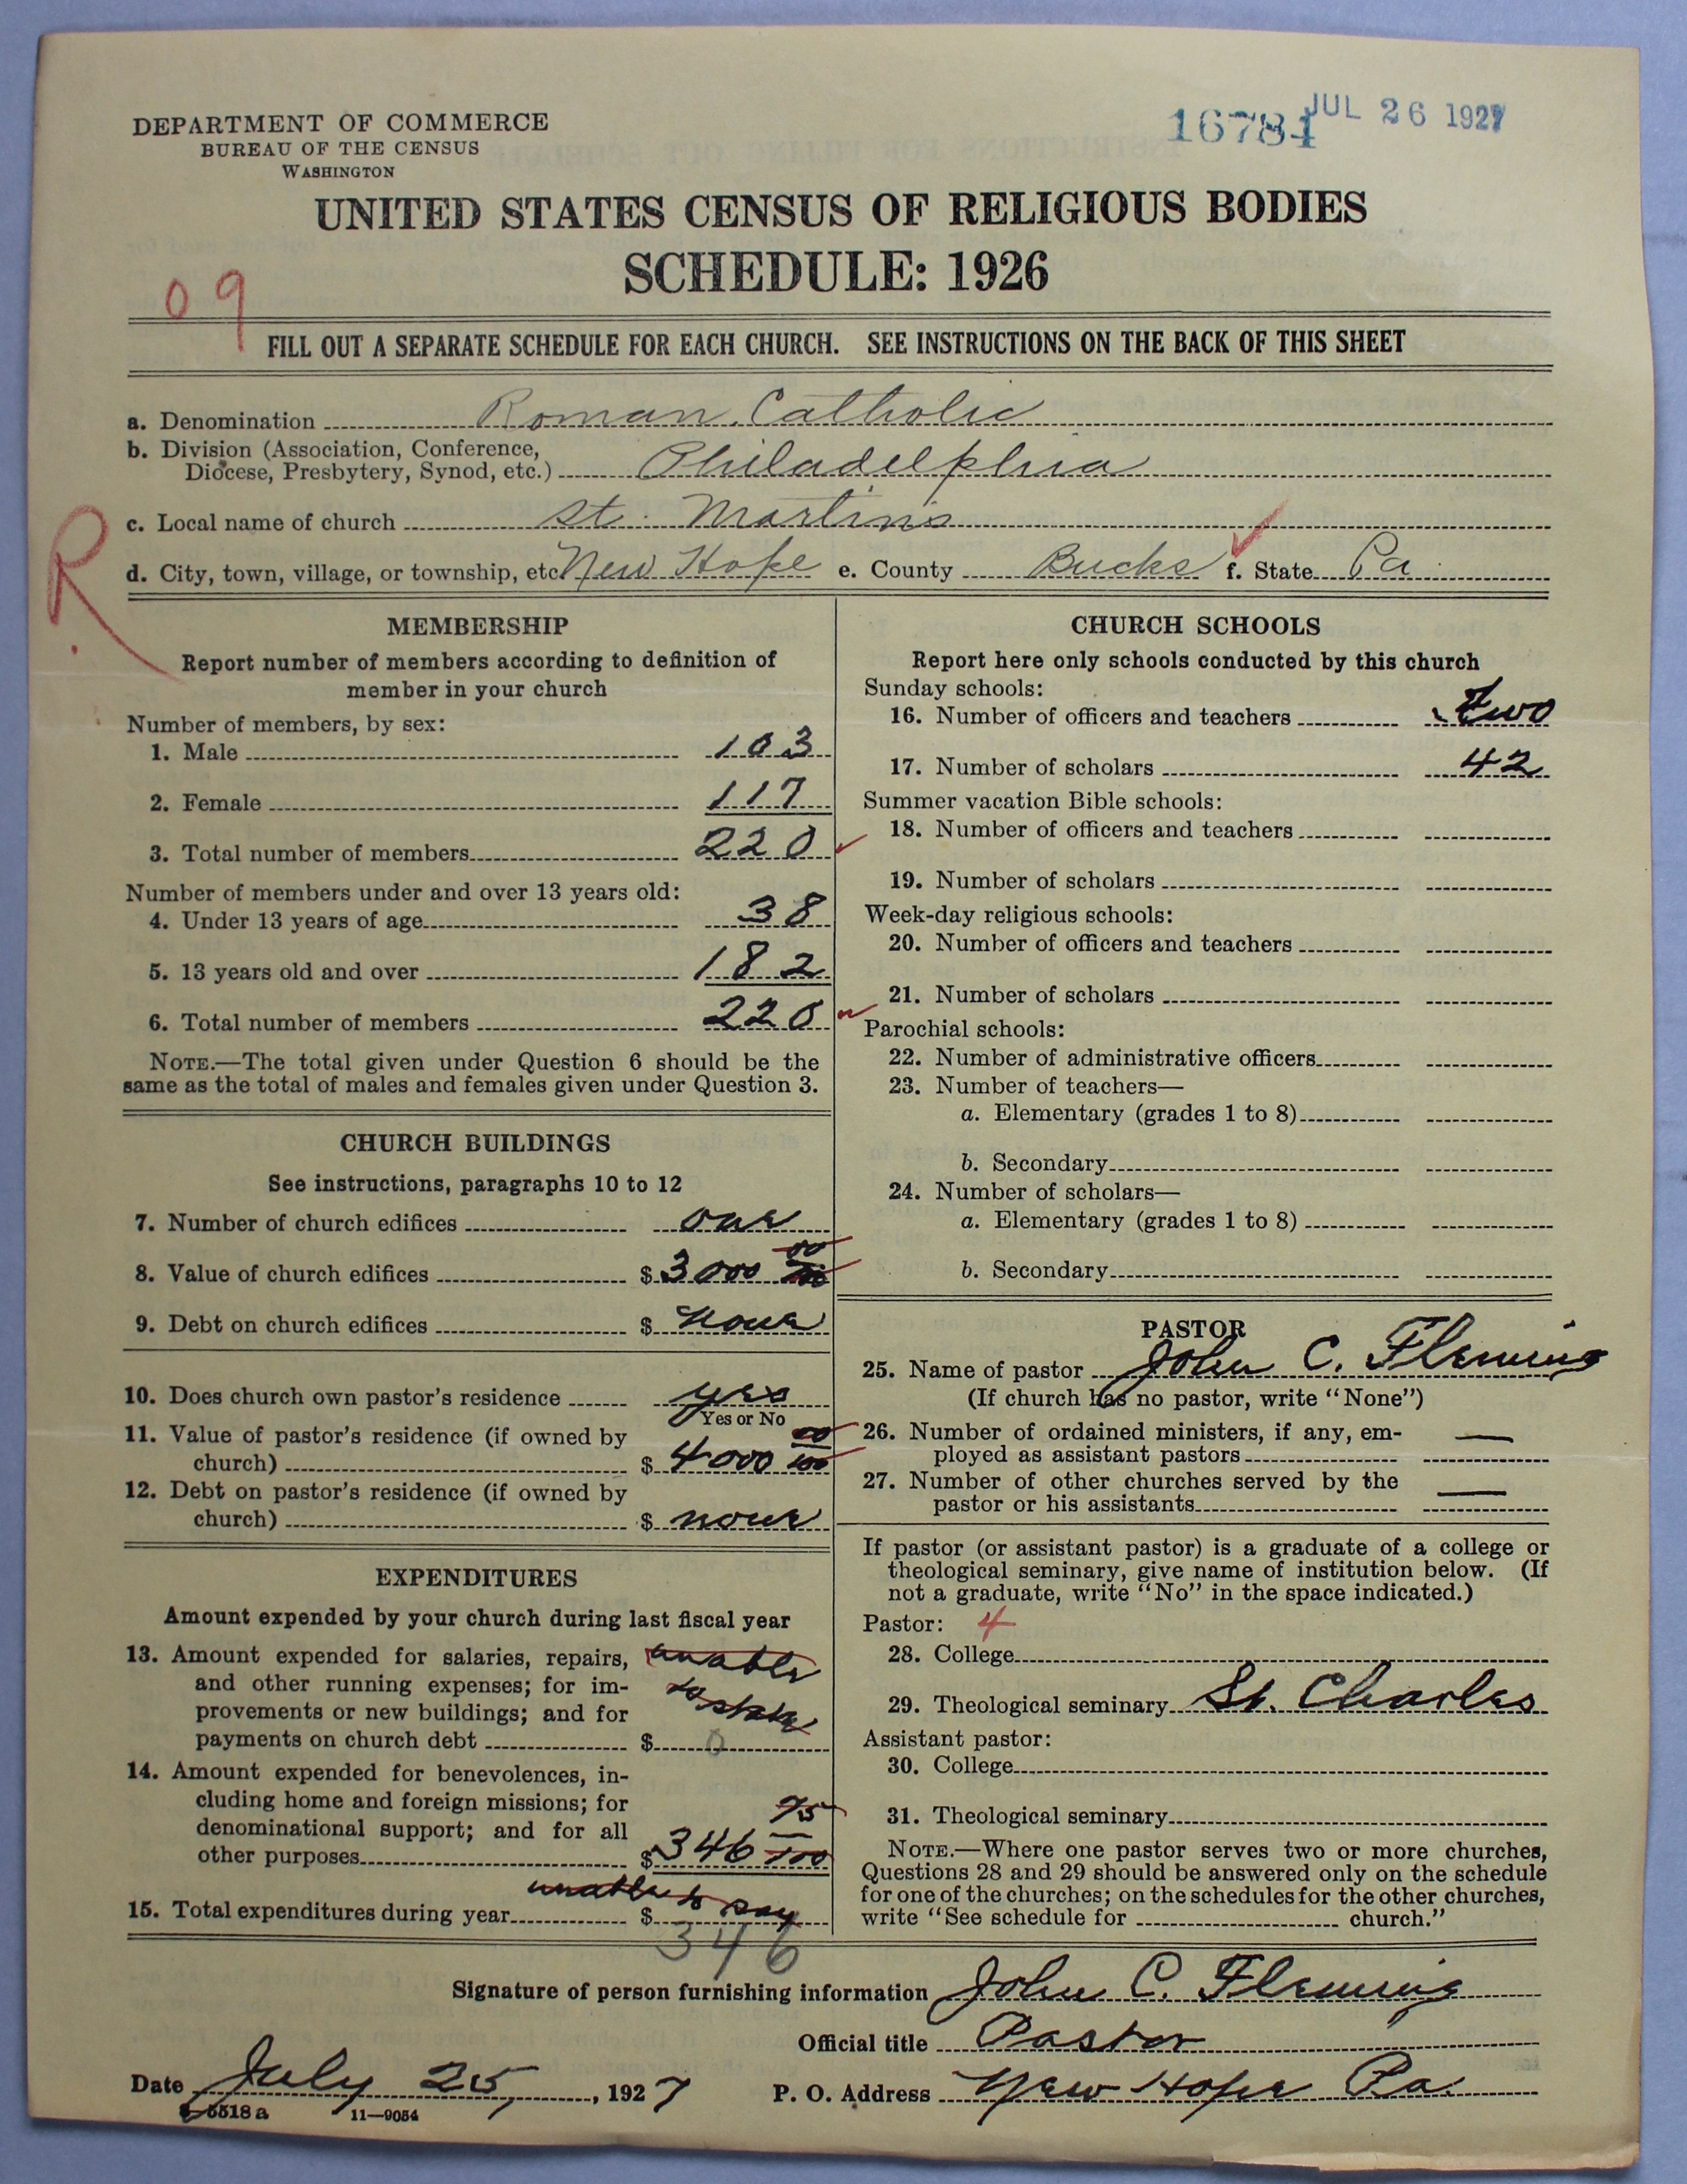 DEPARTMENT OF COMMERCE
BUREAU OF THE CENSUS
WASHINGTON
16784 JUL 26 1927
UNITED STATES CENSUS OF RELIGIOUS BODIES
SCHEDULE: 1926
09
FILL OUT A SEPARATE SCHEDULE FOR EACH CHURCH. SEE INSTRUCTIONS ON THE BACK OF THIS SHEET
a. Denomination Roman Catholic
b. Division (Association, Conference,
Diocese, Presbytery, Synod, etc.) Philadelphia
c. Local name of church St. Martins
R
d. City, town, village, or township, etc. New Hope e. County Bucks f. State Pa
MEMBERSHIP
Report number of members according to definition of
member in your church
Number of members, by sex:
1. Male 103
2. Female 117
3. Total number of members 220
Number of members under and over 13 years old:
4. Under 13 years of age 38
5. 13 years old and over 182
6. Total number of members 220
NOTE.—The total given under Question 6 should be the
same as the total of males and females given under Question 3.
CHURCH BUILDINGS
See instructions, paragraphs 10 to 12
7. Number of church edifices one
8. Value of church edifices $ 3000 00/100
9. Debt on church edifices $ None
10. Does church own pastor's residence yes
Yes or No
11. Value of pastor's residence (if owned by
church) $ 4000 00/100
12. Debt on pastor's residence (if owned by
church) $ none
EXPENDITURES
Amount expended by your church during last fiscal year
13. Amount expended for salaries, repairs, unable
and other running expenses; for im- to state
provements or new buildings; and for
payments on church debt $ 0
14. Amount expended for benevolences, in-
cluding home and foreign missions; for
denominational support; and for all
other purposes $ 346 75/100
unable to say
15. Total expenditures during year $
346
CHURCH SCHOOLS
Report here only schools conducted by this church
Sunday schools:
16. Number of officers and teachers two
17. Number of scholars 42
Summer vacation Bible schools:
18. Number of officers and teachers
19. Number of scholars
Week-day religious schools:
20. Number of officers and teachers
21. Number of scholars
Parochial schools:
22. Number of administrative officers
23. Number of teachers—
a. Elementary (grades 1 to 8)
b. Secondary
24. Number of scholars—
a. Elementary (grades 1 to 8)
b. Secondary
PASTOR
25. Name of pastor John C. Fleming
(If church has no pastor, write "None")
26. Number of ordained ministers, if any, em-
ployed as assistant pastors —
27. Number of other churches served by the
pastor or his assistants —
If pastor (or assistant pastor) is a graduate of a college or
theological seminary, give name of institution below. (If
not a graduate, write "No" in the space indicated.)
Pastor: 4
28. College
29. Theological seminary St. Charles
Assistant pastor:
30. College
31. Theological seminary
NOTE.—Where one pastor serves two or more churches,
Questions 28 and 29 should be answered only on the schedule
for one of the churches; on the schedules for the other churches,
write "See schedule for church."
Signature of person furnishing information John C. Fleming
Official title Pastor
Date July 25, 1927 P. O. Address New Hope Pa.
8-5518 a 11—9054